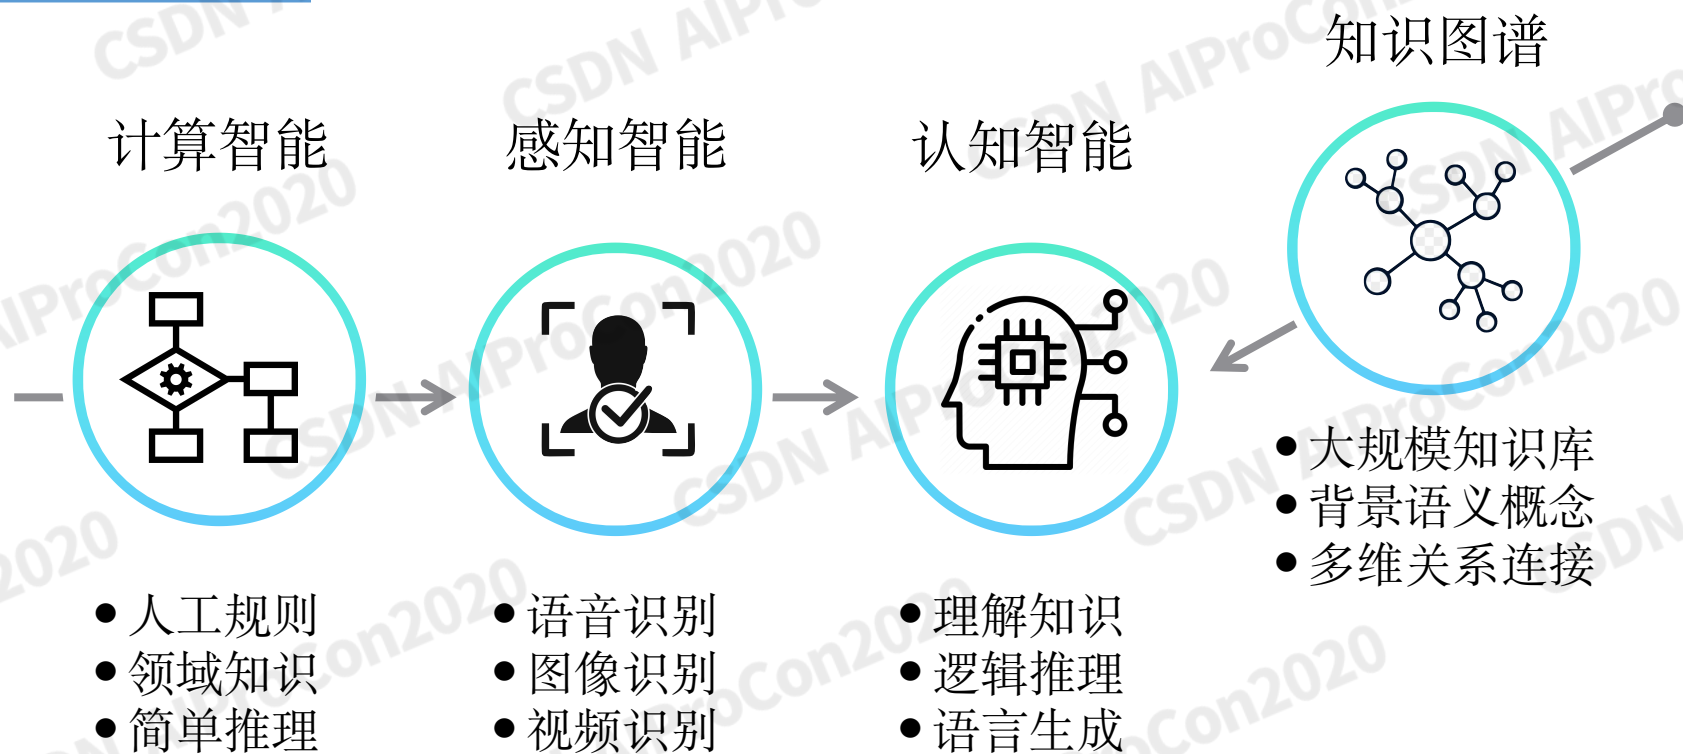 知识图谱
计算智能
感知智能
认知智能
● 大规模知识库
● 背景语义概念
● 多维关系连接
● 人工规则
● 领域知识
● 简单推理
● 语音识别
● 图像识别
● 视频识别
● 理解知识
● 逻辑推理
● 语言生成
CSDN AIProCon2020